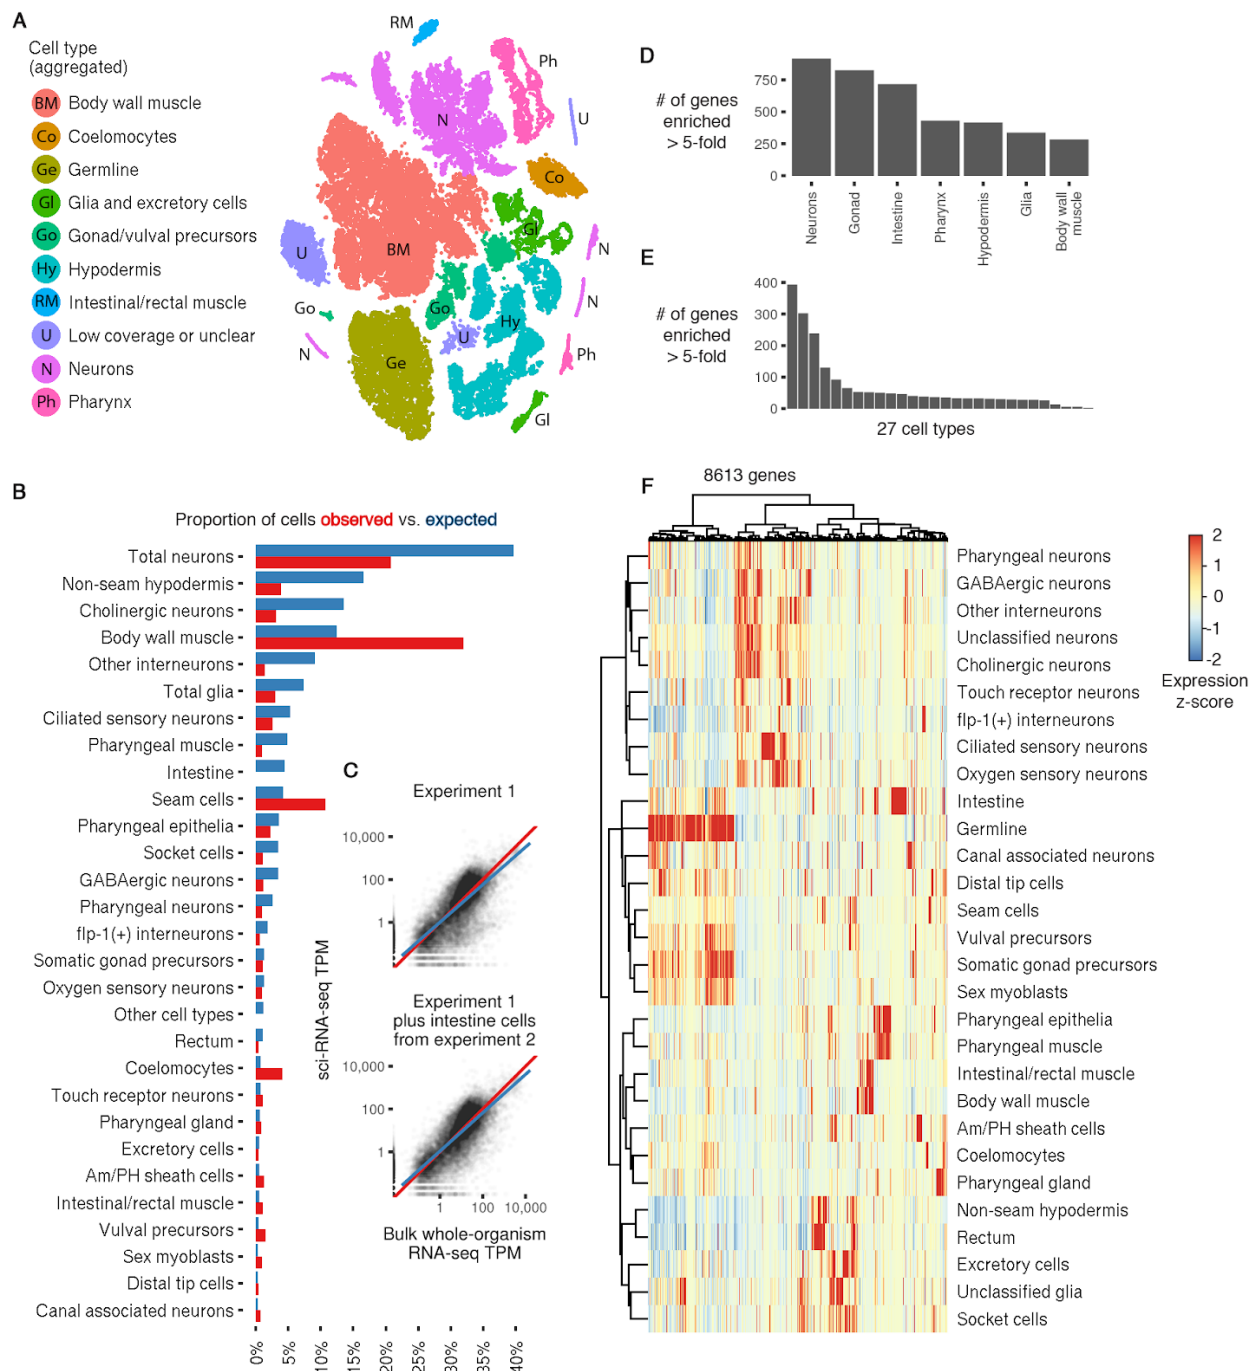 A
Cell type
(aggregated)
BM Body wall muscle
Co Coelomocytes
Ge Germline
Gl Glia and excretory cells
Go Gonad/vulval precursors
Hy Hypodermis
RM Intestinal/rectal muscle
U Low coverage or unclear
N Neurons
Ph Pharynx
RM
Ph
N
U
Co
Gl
N
U
BM
N
Go
Go
Hy
U
N
Ge
Ph
Gl
D
# of genes
enriched
> 5-fold
750
500
250
0
Neurons
Gonad
Intestine
Pharynx
Hypodermis
Glia
Body wall
muscle
E
# of genes
enriched
> 5-fold
400
300
200
100
0
27 cell types
B
Proportion of cells observed vs. expected
Total neurons
Non-seam hypodermis
Cholinergic neurons
Body wall muscle
Other interneurons
Total glia
Ciliated sensory neurons
Pharyngeal muscle
Intestine
Seam cells
Pharyngeal epithelia
Socket cells
GABAergic neurons
Pharyngeal neurons
flp-1(+) interneurons
Somatic gonad precursors
Oxygen sensory neurons
Other cell types
Rectum
Coelomocytes
Touch receptor neurons
Pharyngeal gland
Excretory cells
Am/PH sheath cells
Intestinal/rectal muscle
Vulval precursors
Sex myoblasts
Distal tip cells
Canal associated neurons
0%
5%
10%
15%
20%
25%
30%
35%
40%
C
Experiment 1
10,000
100
1
sci-RNA-seq TPM
Experiment 1
plus intestine cells
from experiment 2
10,000
100
1
1 100 10,000
Bulk whole-organism
RNA-seq TPM
F
8613 genes
Pharyngeal neurons
GABAergic neurons
Other interneurons
Unclassified neurons
Cholinergic neurons
Touch receptor neurons
flp-1(+) interneurons
Ciliated sensory neurons
Oxygen sensory neurons
Intestine
Germline
Canal associated neurons
Distal tip cells
Seam cells
Vulval precursors
Somatic gonad precursors
Sex myoblasts
Pharyngeal epithelia
Pharyngeal muscle
Intestinal/rectal muscle
Body wall muscle
Am/PH sheath cells
Coelomocytes
Pharyngeal gland
Non-seam hypodermis
Rectum
Excretory cells
Unclassified glia
Socket cells
2
1
0
-1
-2
Expression
z-score